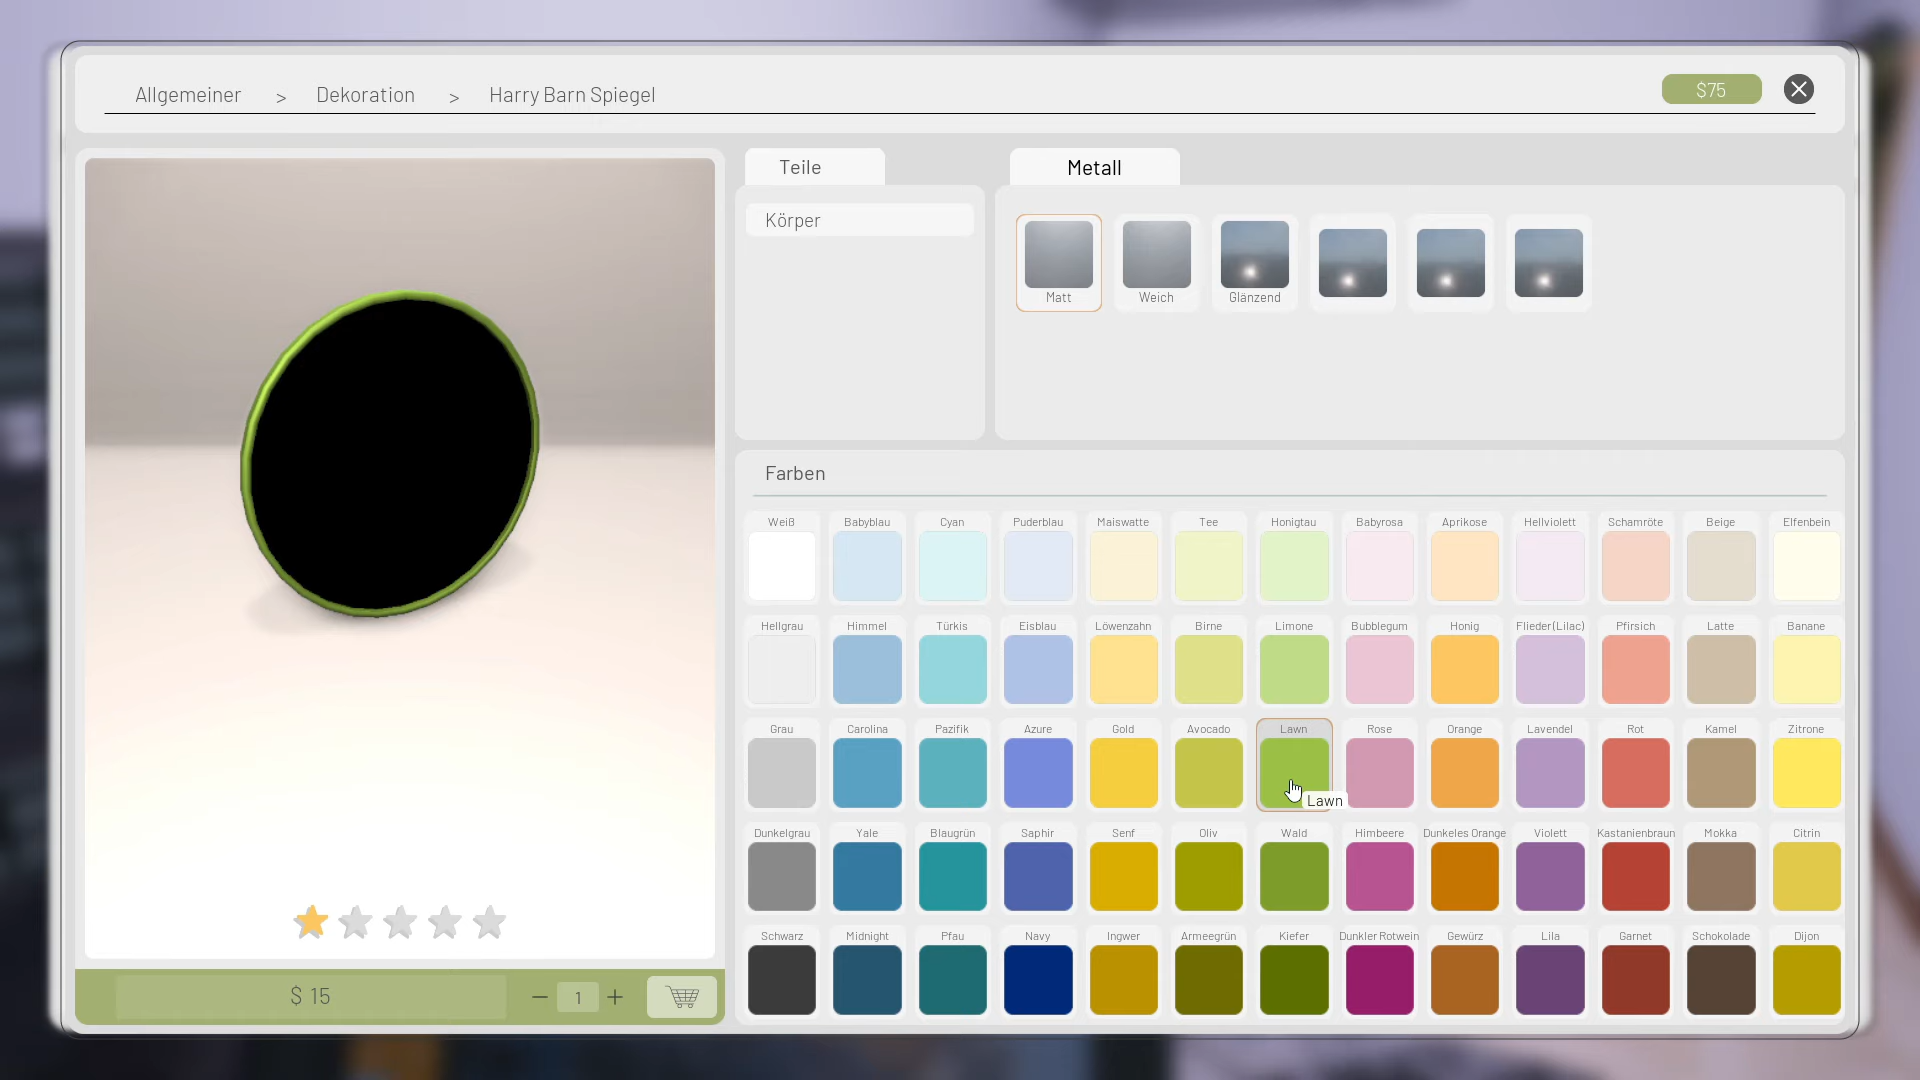 Allgemeiner > Dekoration > Harry Barn Spiegel $75
Teile Metall
Körper
Matt Weich Glänzend
Farben
Weiß Babyblau Cyan Puderblau Maiswatte Tee Honigtau Babyrosa Aprikose Hellviolett Schamröte Beige Elfenbein
Hellgrau Himmel Türkis Eisblau Löwenzahn Birne Limone Bubblegum Honig Flieder(Lilac) Pfirsich Latte Banane
Grau Carolina Pazifik Azure Gold Avocado Lawn Rose Orange Lavendel Rot Kamel Zitrone
Lawn
Dunkelgrau Yale Blaugrün Saphir Senf Oliv Wald Himbeere Dunkeles Orange Violett Kastanienbraun Mokka Citrin
Schwarz Midnight Pfau Navy Ingwer Armeegrün Kiefer Dunkler Rotwein Gewürz Lila Garnet Schokolade Dijon
$ 15 − 1 +